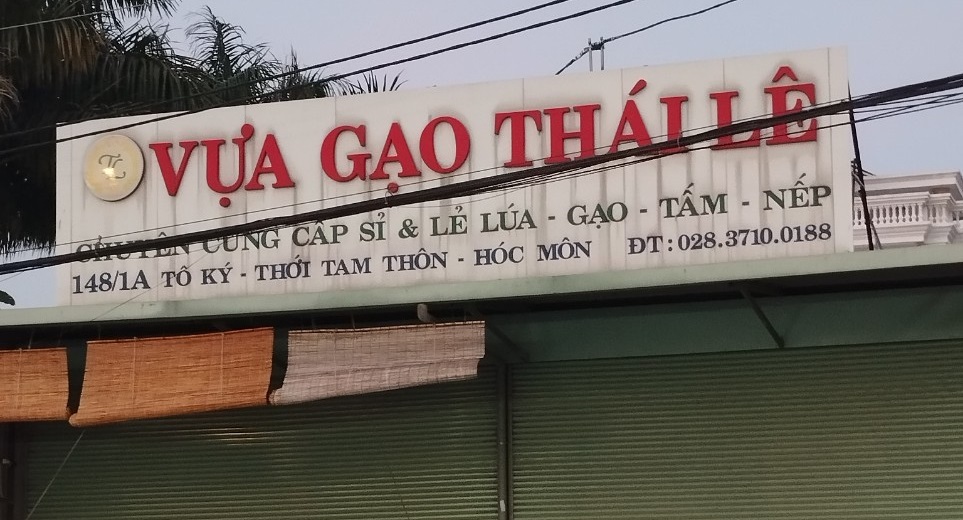 TL
VỰA GẠO THÁI LÊ
CHUYÊN CUNG CẤP SỈ & LẺ LÚA - GẠO - TẤM - NẾP
148/1A TÔ KÝ - THỚI TAM THÔN - HÓC MÔN ĐT: 028.3710.0188